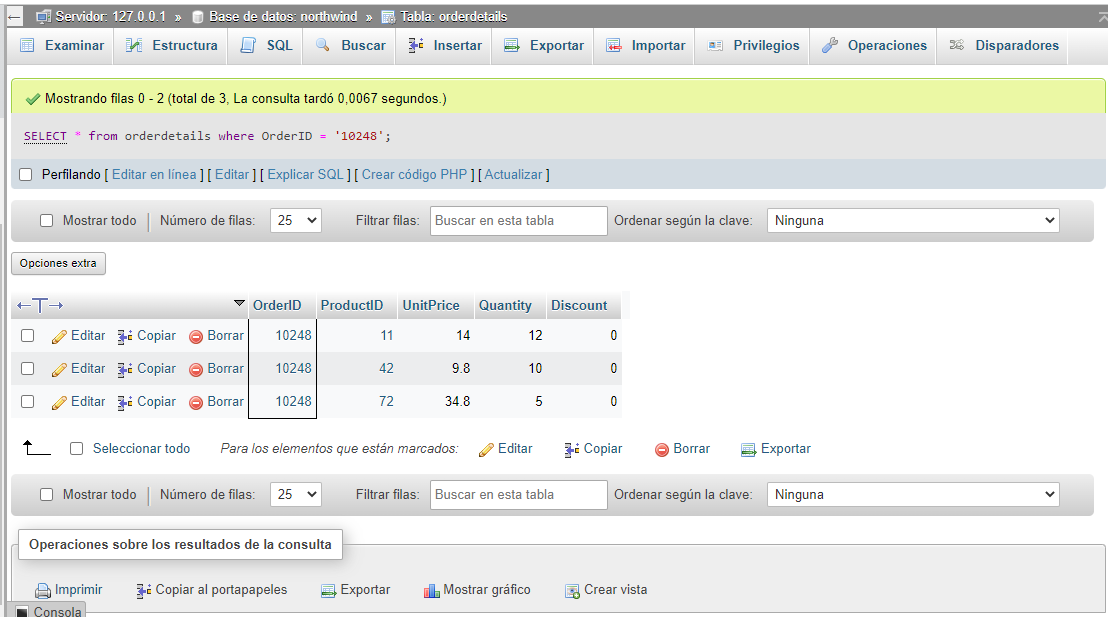 Servidor: 127.0.0.1 » Base de datos: northwind » Tabla: orderdetails
Examinar Estructura SQL Buscar Insertar Exportar Importar Privilegios Operaciones Disparadores
Mostrando filas 0 - 2 (total de 3, La consulta tardó 0,0067 segundos.)
SELECT * from orderdetails where OrderID = '10248';
Perfilando [ Editar en línea ] [ Editar ] [ Explicar SQL ] [ Crear código PHP ] [ Actualizar ]
Mostrar todo | Número de filas: 25 Filtrar filas: Buscar en esta tabla Ordenar según la clave: Ninguna
Opciones extra
←T→ OrderID ProductID UnitPrice Quantity Discount
Editar Copiar Borrar 10248 11 14 12 0
Editar Copiar Borrar 10248 42 9.8 10 0
Editar Copiar Borrar 10248 72 34.8 5 0
Seleccionar todo Para los elementos que están marcados: Editar Copiar Borrar Exportar
Mostrar todo | Número de filas: 25 Filtrar filas: Buscar en esta tabla Ordenar según la clave: Ninguna
Operaciones sobre los resultados de la consulta
Imprimir Copiar al portapapeles Exportar Mostrar gráfico Crear vista
Consola